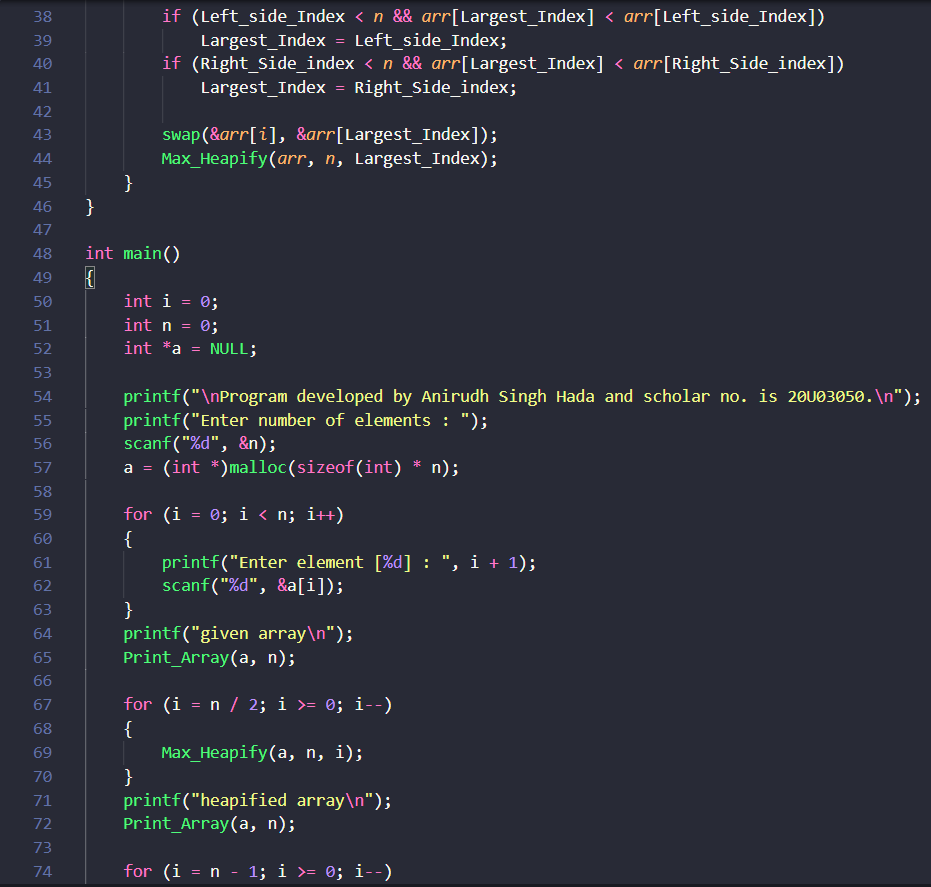 38 if (Left_side_Index < n && arr[Largest_Index] < arr[Left_side_Index])
39 Largest_Index = Left_side_Index;
40 if (Right_Side_index < n && arr[Largest_Index] < arr[Right_Side_index])
41 Largest_Index = Right_Side_index;
42
43 swap(&arr[i], &arr[Largest_Index]);
44 Max_Heapify(arr, n, Largest_Index);
45 }
46 }
47
48 int main()
49 {
50 int i = 0;
51 int n = 0;
52 int *a = NULL;
53
54 printf("\nProgram developed by Anirudh Singh Hada and scholar no. is 20U03050.\n");
55 printf("Enter number of elements : ");
56 scanf("%d", &n);
57 a = (int *)malloc(sizeof(int) * n);
58
59 for (i = 0; i < n; i++)
60 {
61 printf("Enter element [%d] : ", i + 1);
62 scanf("%d", &a[i]);
63 }
64 printf("given array\n");
65 Print_Array(a, n);
66
67 for (i = n / 2; i >= 0; i--)
68 {
69 Max_Heapify(a, n, i);
70 }
71 printf("heapified array\n");
72 Print_Array(a, n);
73
74 for (i = n - 1; i >= 0; i--)